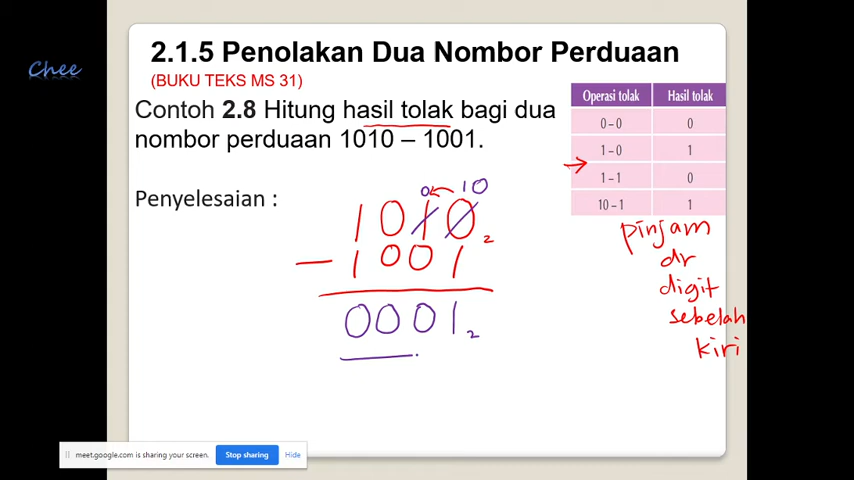 Chee
2.1.5 Penolakan Dua Nombor Perduaan
(BUKU TEKS MS 31)
Contoh 2.8 Hitung hasil tolak bagi dua
nombor perduaan 1010 – 1001.
Penyelesaian :
0 10
1010₂
– 1001
0001₂
Operasi tolak Hasil tolak
0 – 0 0
1 – 0 1
1 – 1 0
10 – 1 1
pinjam
dr
digit
sebelah
kiri
meet.google.com is sharing your screen. Stop sharing Hide